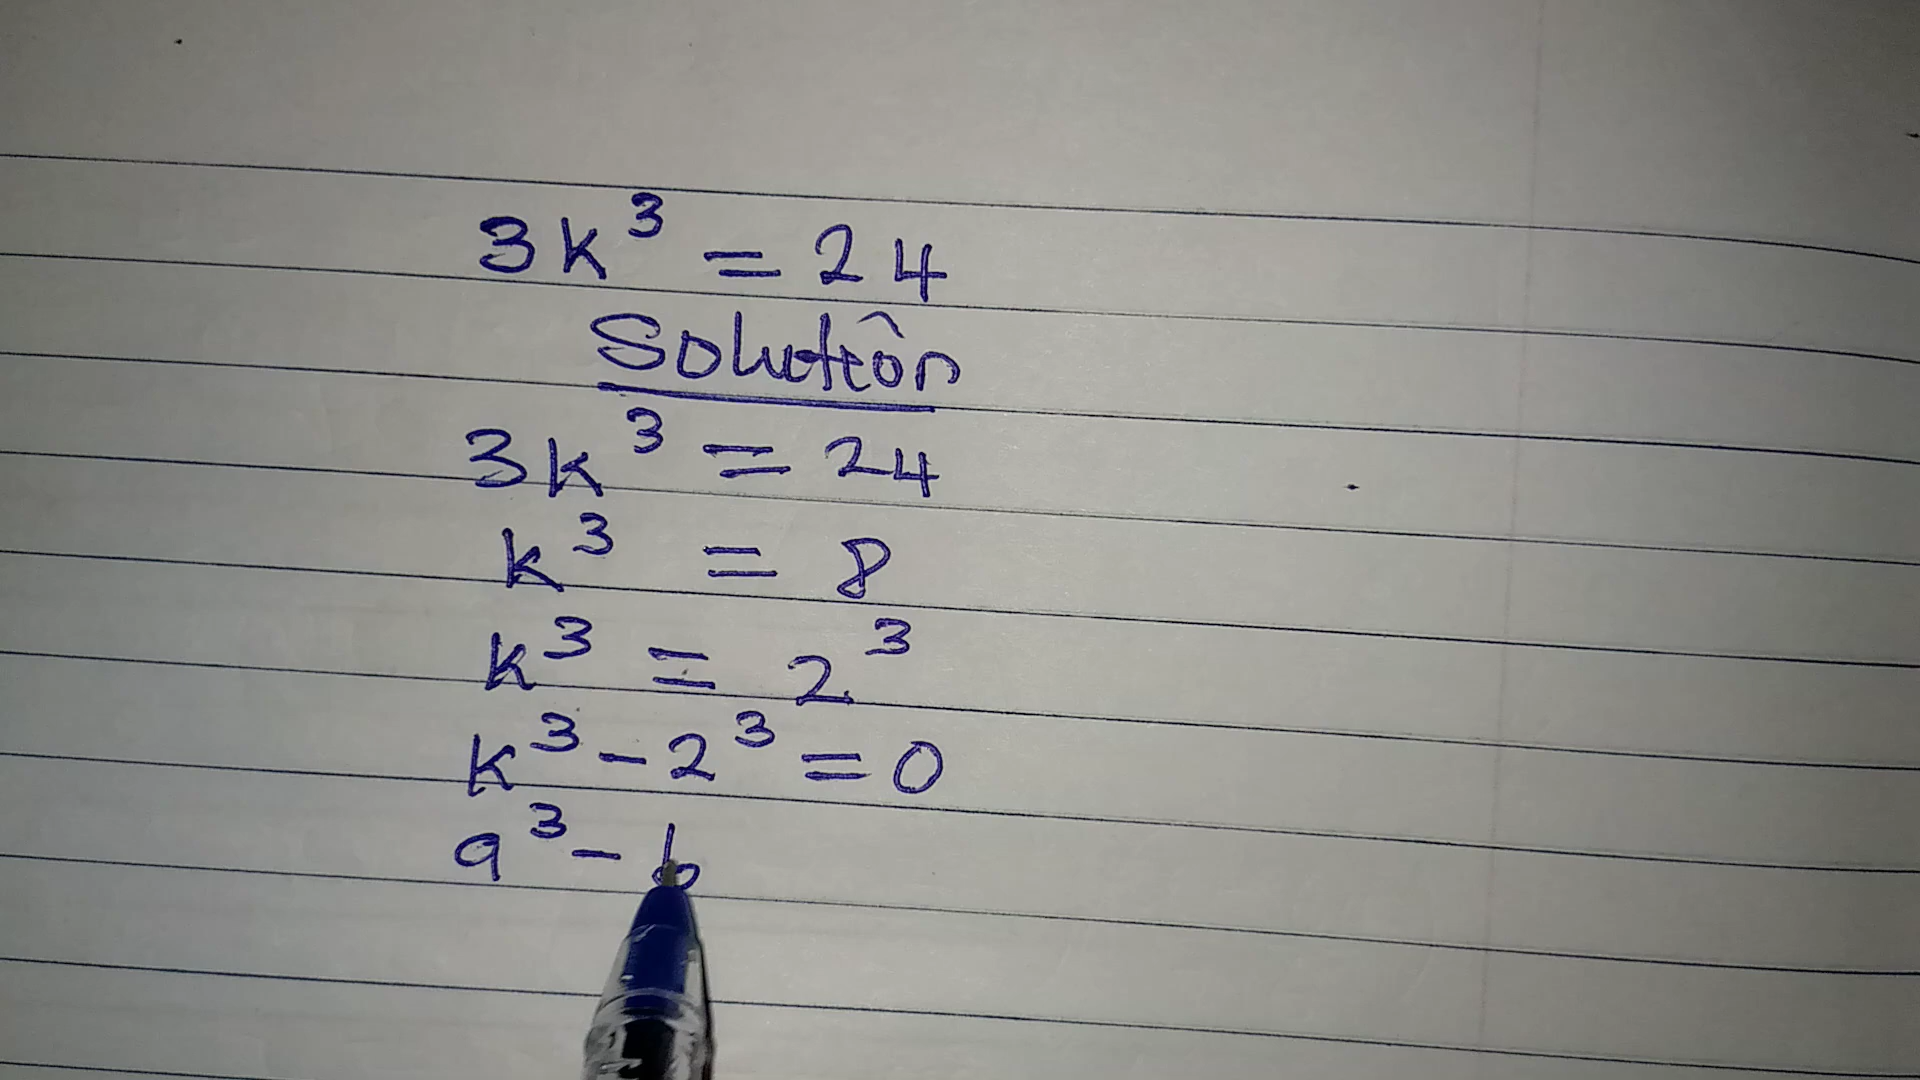 3k³ = 24
Solution
3k³ = 24
k³ = 8
k³ = 2³
k³ - 2³ = 0
a³ - b